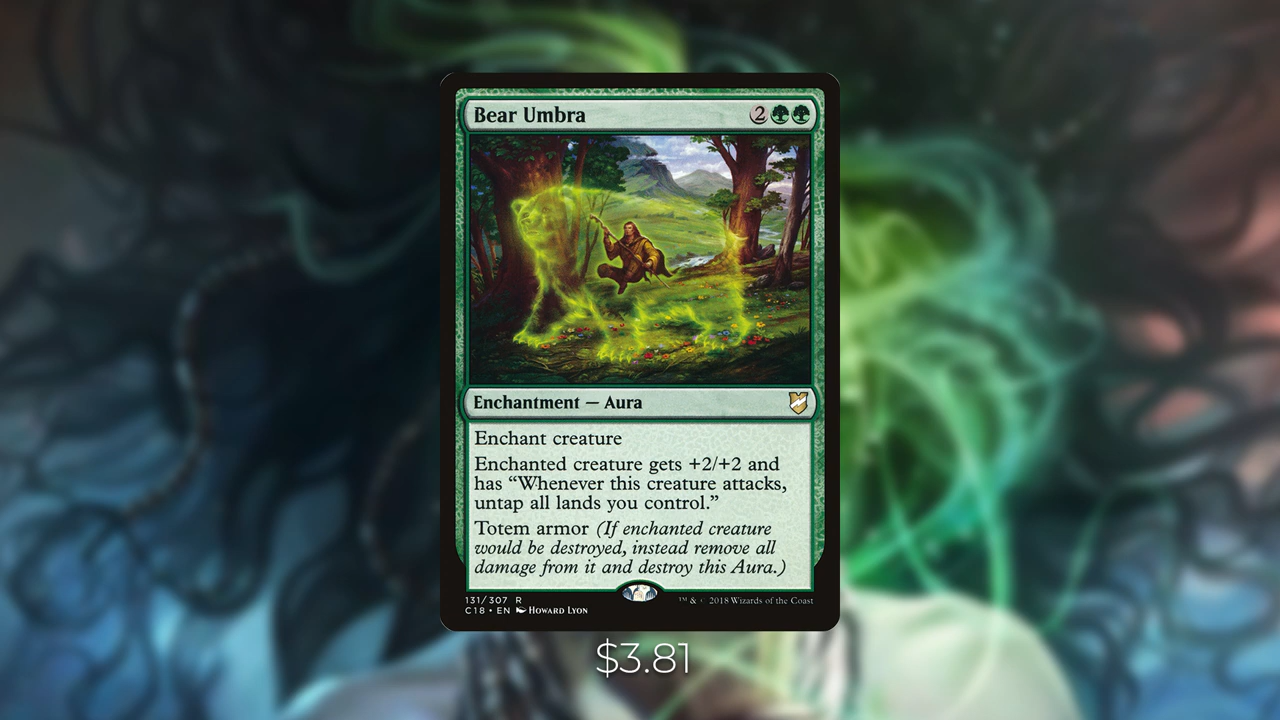 Bear Umbra 2
Enchantment — Aura
Enchant creature
Enchanted creature gets +2/+2 and
has “Whenever this creature attacks,
untap all lands you control.”
Totem armor (If enchanted creature
would be destroyed, instead remove all
damage from it and destroy this Aura.)
131/307 R
C18 • EN Howard Lyon
™ & © 2018 Wizards of the Coast
$3.81